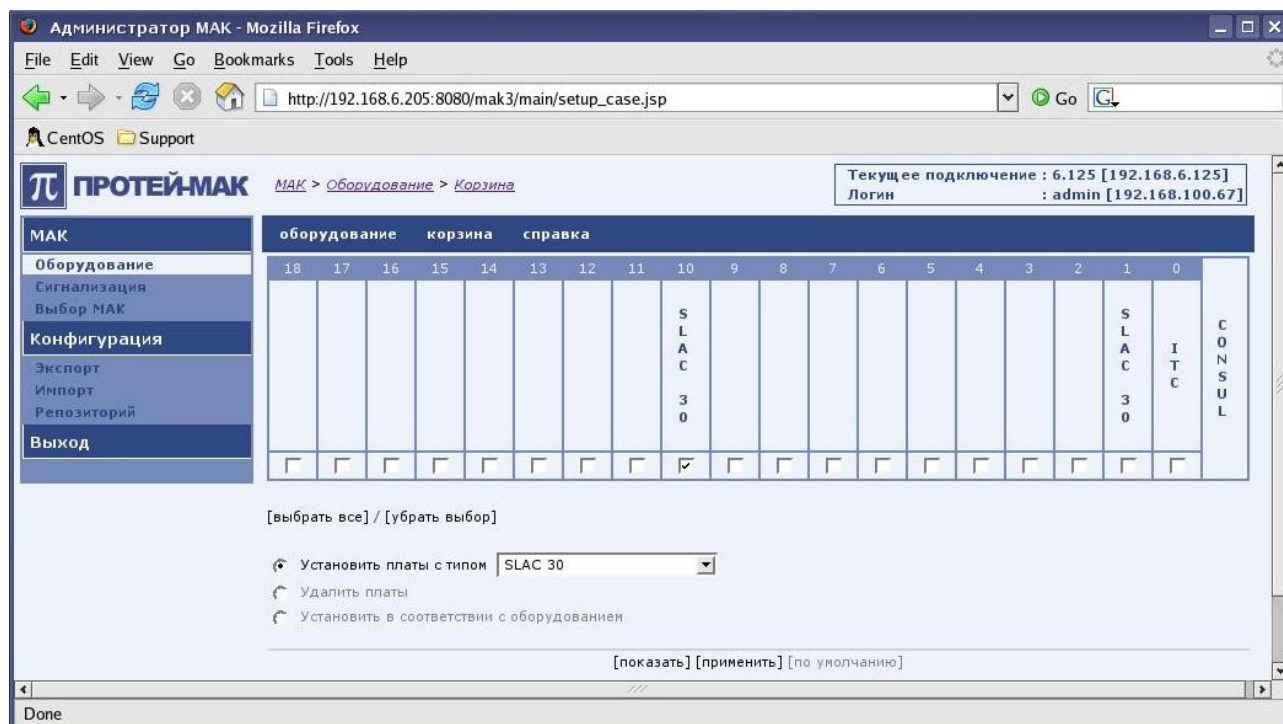 Администратор МАК - Mozilla Firefox
File Edit View Go Bookmarks Tools Help
http://192.168.6.205:8080/mak3/main/setup_case.jsp Go G
CentOS Support
π ПРОТЕЙ-МАК
МАК > Оборудование > Корзина
Текущее подключение : 6.125 [192.168.6.125]
Логин : admin [192.168.100.67]
МАК
Оборудование
Сигнализация
Выбор МАК
Конфигурация
Экспорт
Импорт
Репозиторий
Выход
оборудование корзина справка
18 17 16 15 14 13 12 11 10 9 8 7 6 5 4 3 2 1 0
SLAC 30
SLAC 30
ITC
CONSUL
[выбрать все] / [убрать выбор]
Установить платы с типом SLAC 30
Удалить платы
Установить в соответствии с оборудованием
[показать] [применить] [по умолчанию]
Done